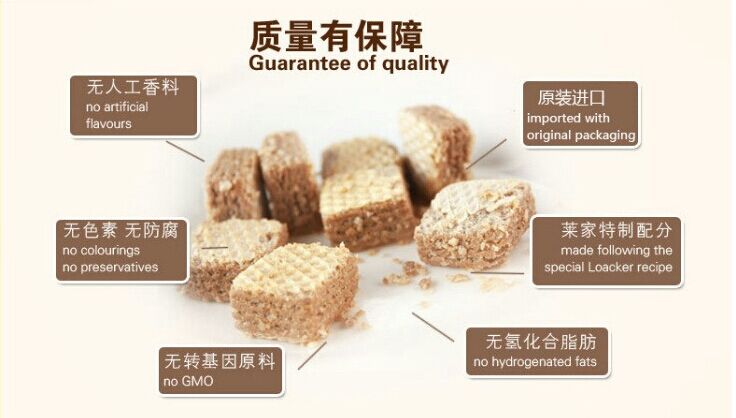 质量有保障
Guarantee of quality
无人工香料
no artificial
flavours
原装进口
imported with
original packaging
无色素 无防腐
no colourings
no preservatives
莱家特制配分
made following the
special Loacker recipe
无氢化合脂肪
no hydrogenated fats
无转基因原料
no GMO